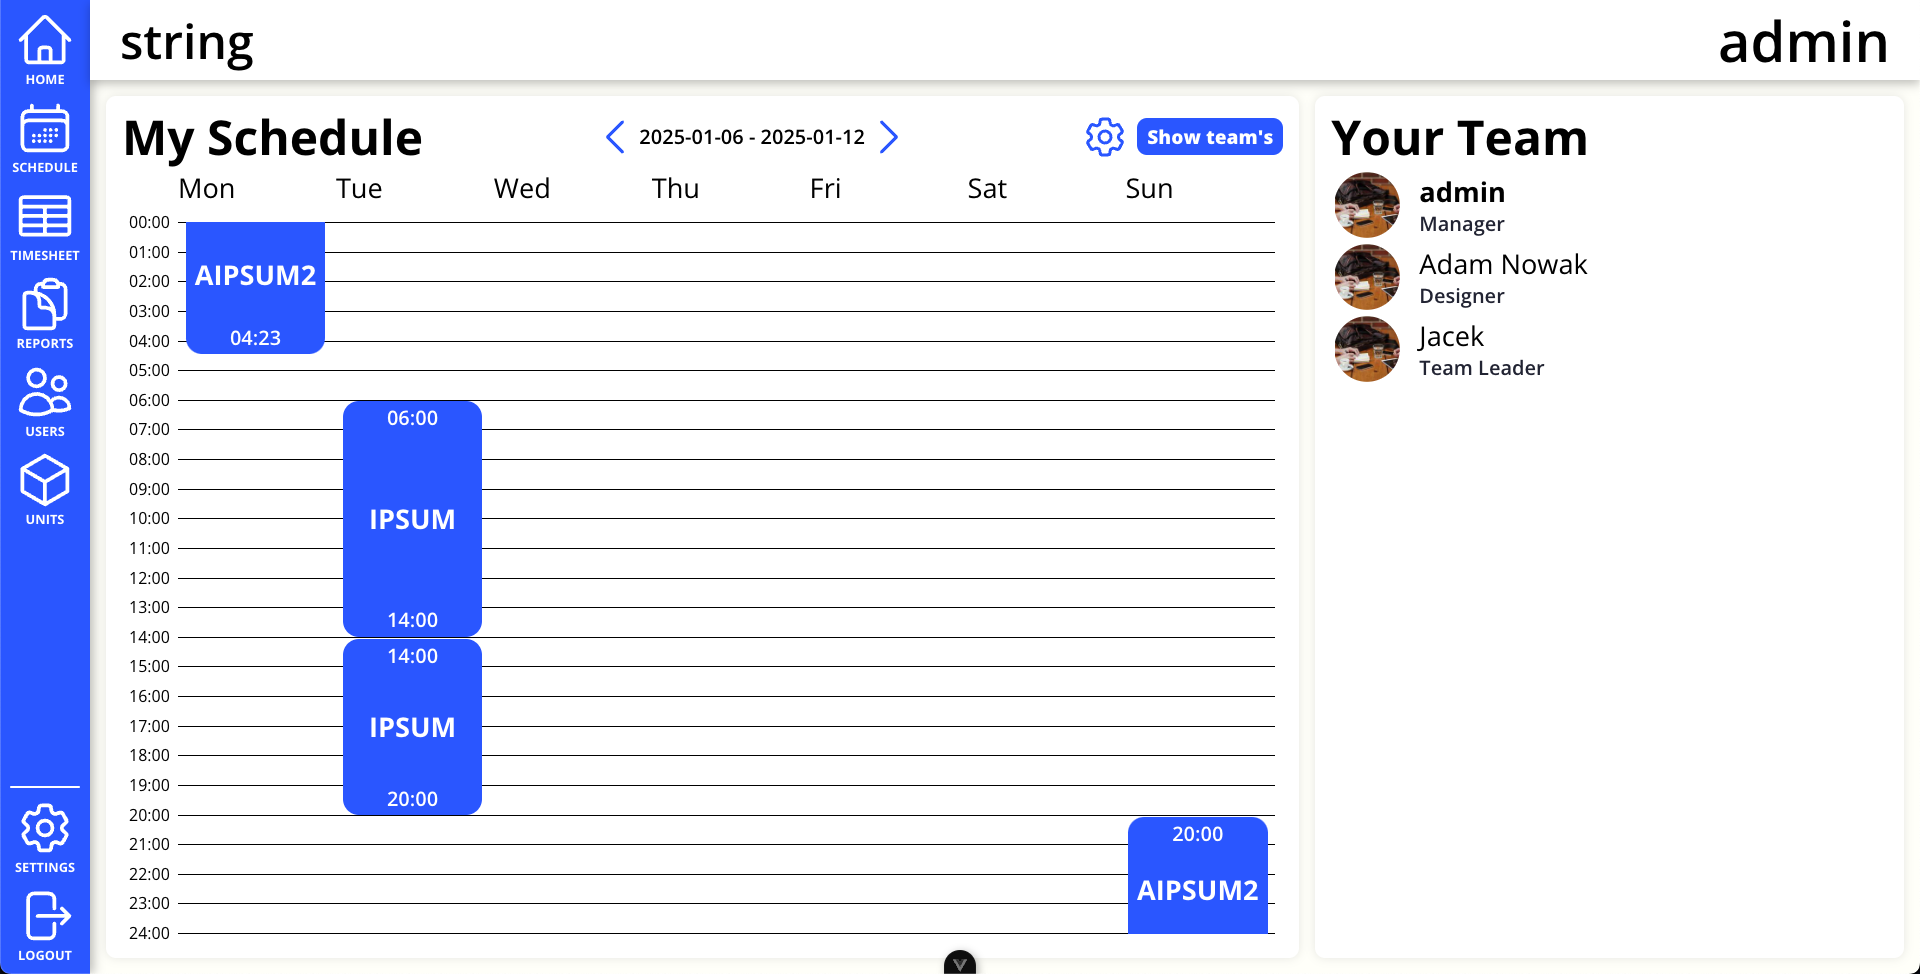 string
admin
HOME
SCHEDULE
TIMESHEET
REPORTS
USERS
UNITS
SETTINGS
LOGOUT
My Schedule
2025-01-06 - 2025-01-12
Show team's
Mon Tue Wed Thu Fri Sat Sun
00:00
01:00
02:00
03:00
04:00
05:00
06:00
07:00
08:00
09:00
10:00
11:00
12:00
13:00
14:00
15:00
16:00
17:00
18:00
19:00
20:00
21:00
22:00
23:00
24:00
AIPSUM2
04:23
06:00
IPSUM
14:00
14:00
IPSUM
20:00
20:00
AIPSUM2
Your Team
admin
Manager
Adam Nowak
Designer
Jacek
Team Leader